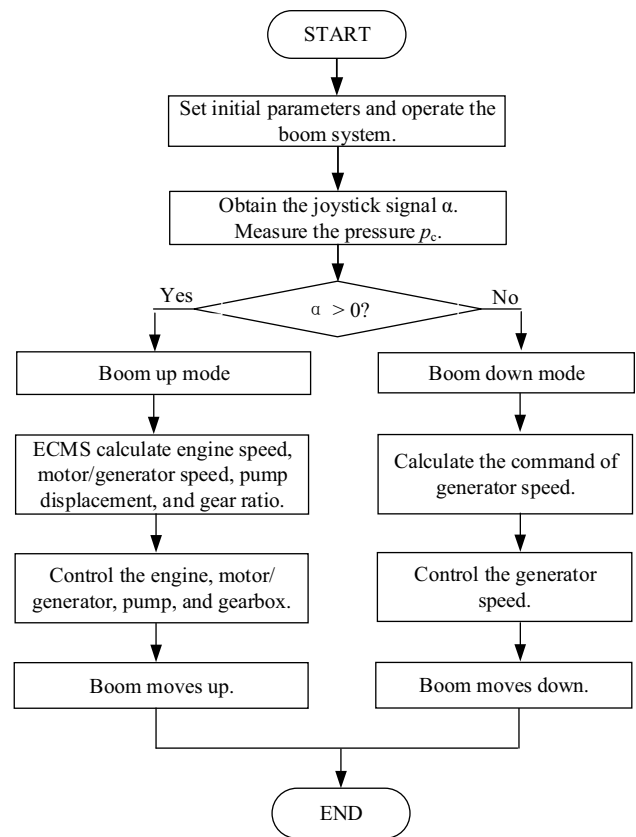 START
Set initial parameters and operate the
boom system.
Obtain the joystick signal α.
Measure the pressure pc.
Yes
α > 0?
No
Boom up mode
Boom down mode
ECMS calculate engine speed,
motor/generator speed, pump
displacement, and gear ratio.
Calculate the command of
generator speed.
Control the engine, motor/
generator, pump, and gearbox.
Control the generator
speed.
Boom moves up.
Boom moves down.
END